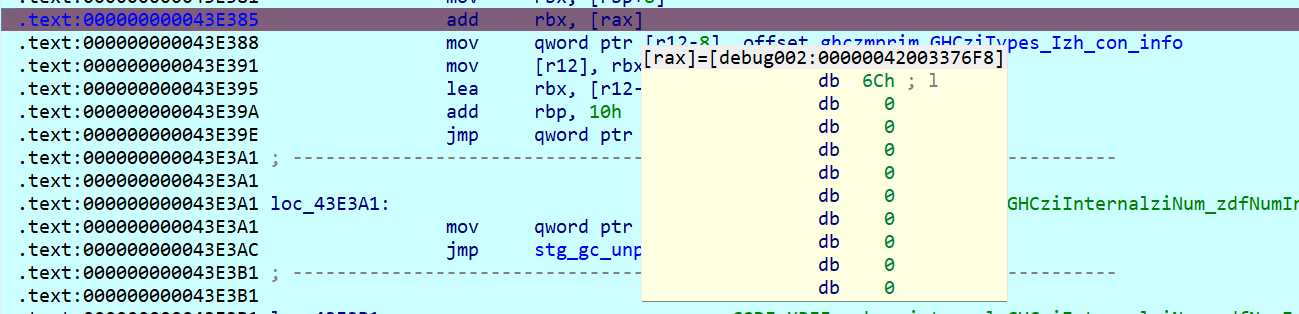 mov rbx, [rbp+8]
.text:000000000043E385 add rbx, [rax]
.text:000000000043E388 mov qword ptr [r12-8], offset ghczmprim_GHCziTypes_Izh_con_info
.text:000000000043E391 mov [r12], rbx
[rax]=[debug002:00000042003376F8]
db 6Ch ; l
db 0
db 0
db 0
db 0
db 0
db 0
db 0
db 0
db 0
.text:000000000043E395 lea rbx, [r12-
.text:000000000043E39A add rbp, 10h
.text:000000000043E39E jmp qword ptr
.text:000000000043E3A1 ; ---------------------------------------------------------------------------
.text:000000000043E3A1
.text:000000000043E3A1 loc_43E3A1: GHCziInternalziNum_zdfNumIn
.text:000000000043E3A1 mov qword ptr
.text:000000000043E3AC jmp stg_gc_unp
.text:000000000043E3B1 ; ---------------------------------------------------------------------------
.text:000000000043E3B1